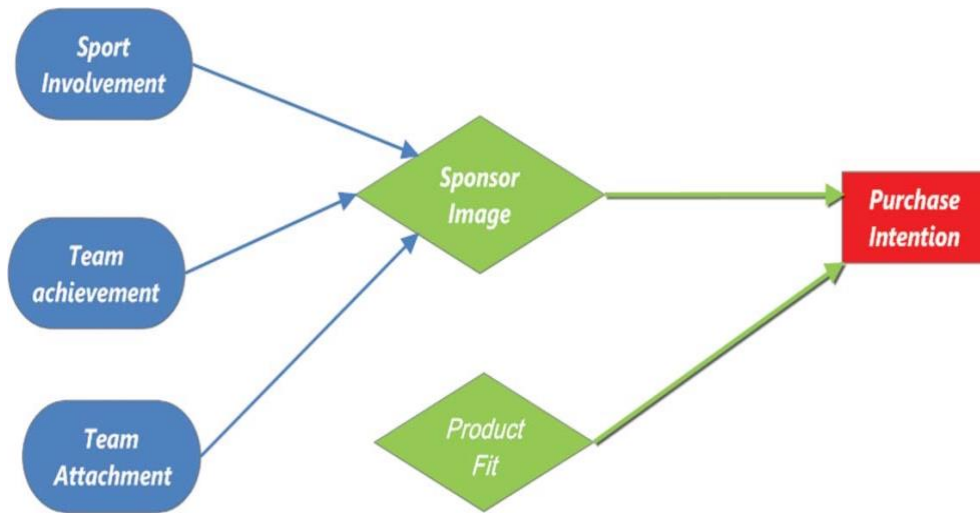 Sport
Involvement
Team
achievement
Team
Attachment
Sponsor
Image
Product
Fit
Purchase
Intention